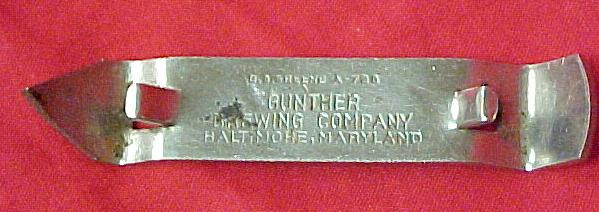 GUNTHER
BREWING COMPANY
BALTIMORE, MARYLAND